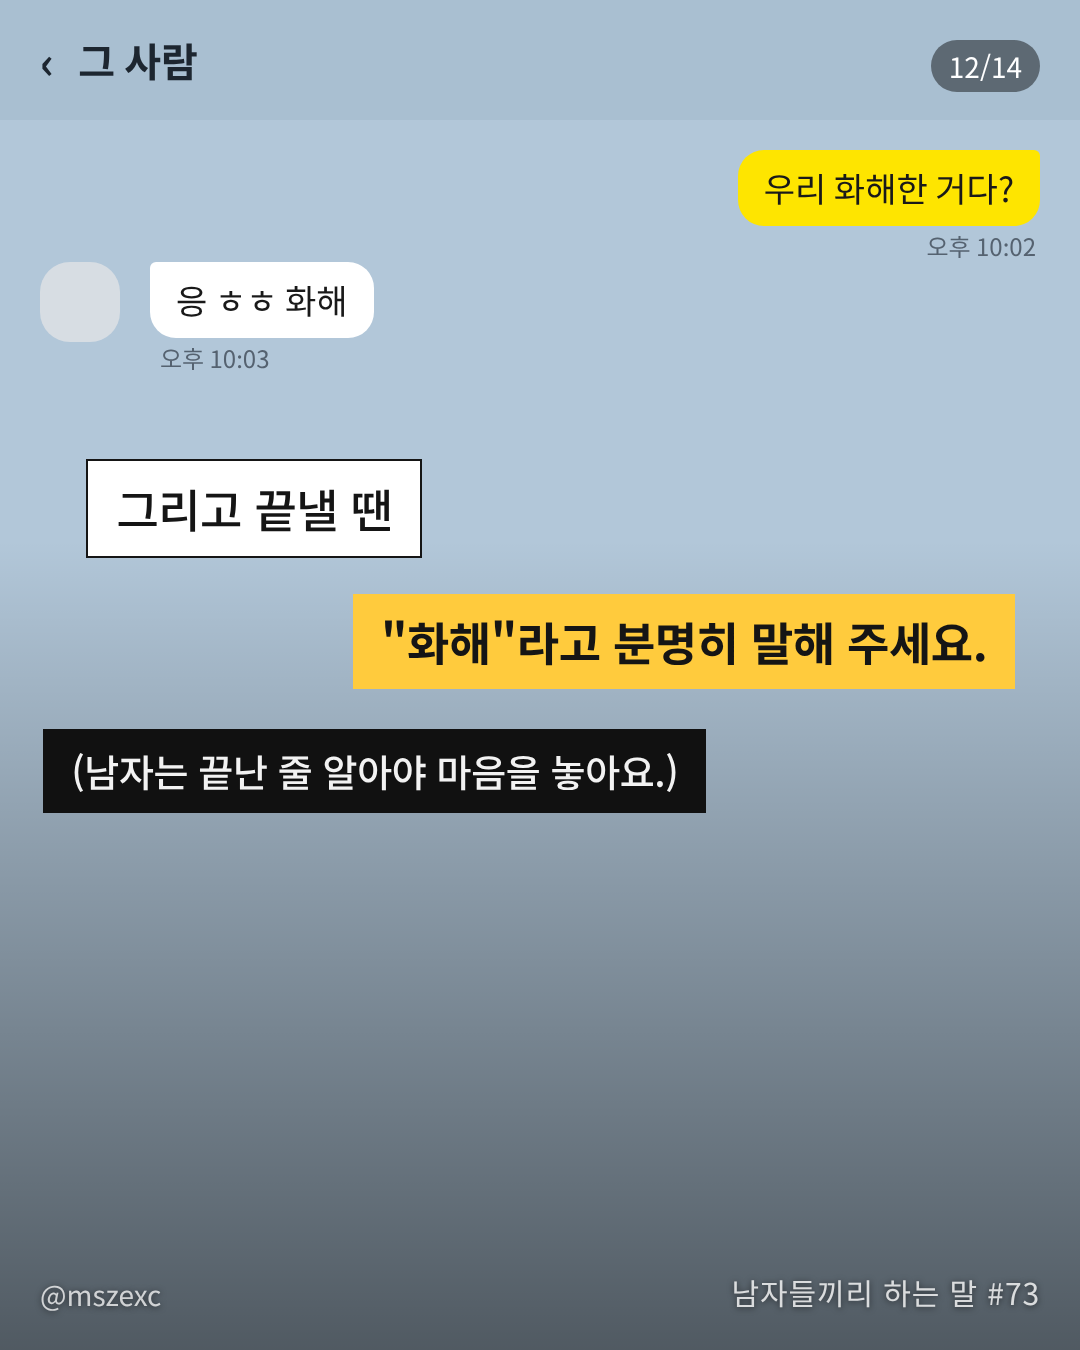 ‹ 그 사람
12/14
우리 화해한 거다?
오후 10:02
응 ㅎㅎ 화해
오후 10:03
그리고 끝낼 땐
"화해"라고 분명히 말해 주세요.
(남자는 끝난 줄 알아야 마음을 놓아요.)
@mszexc
남자들끼리 하는 말 #73